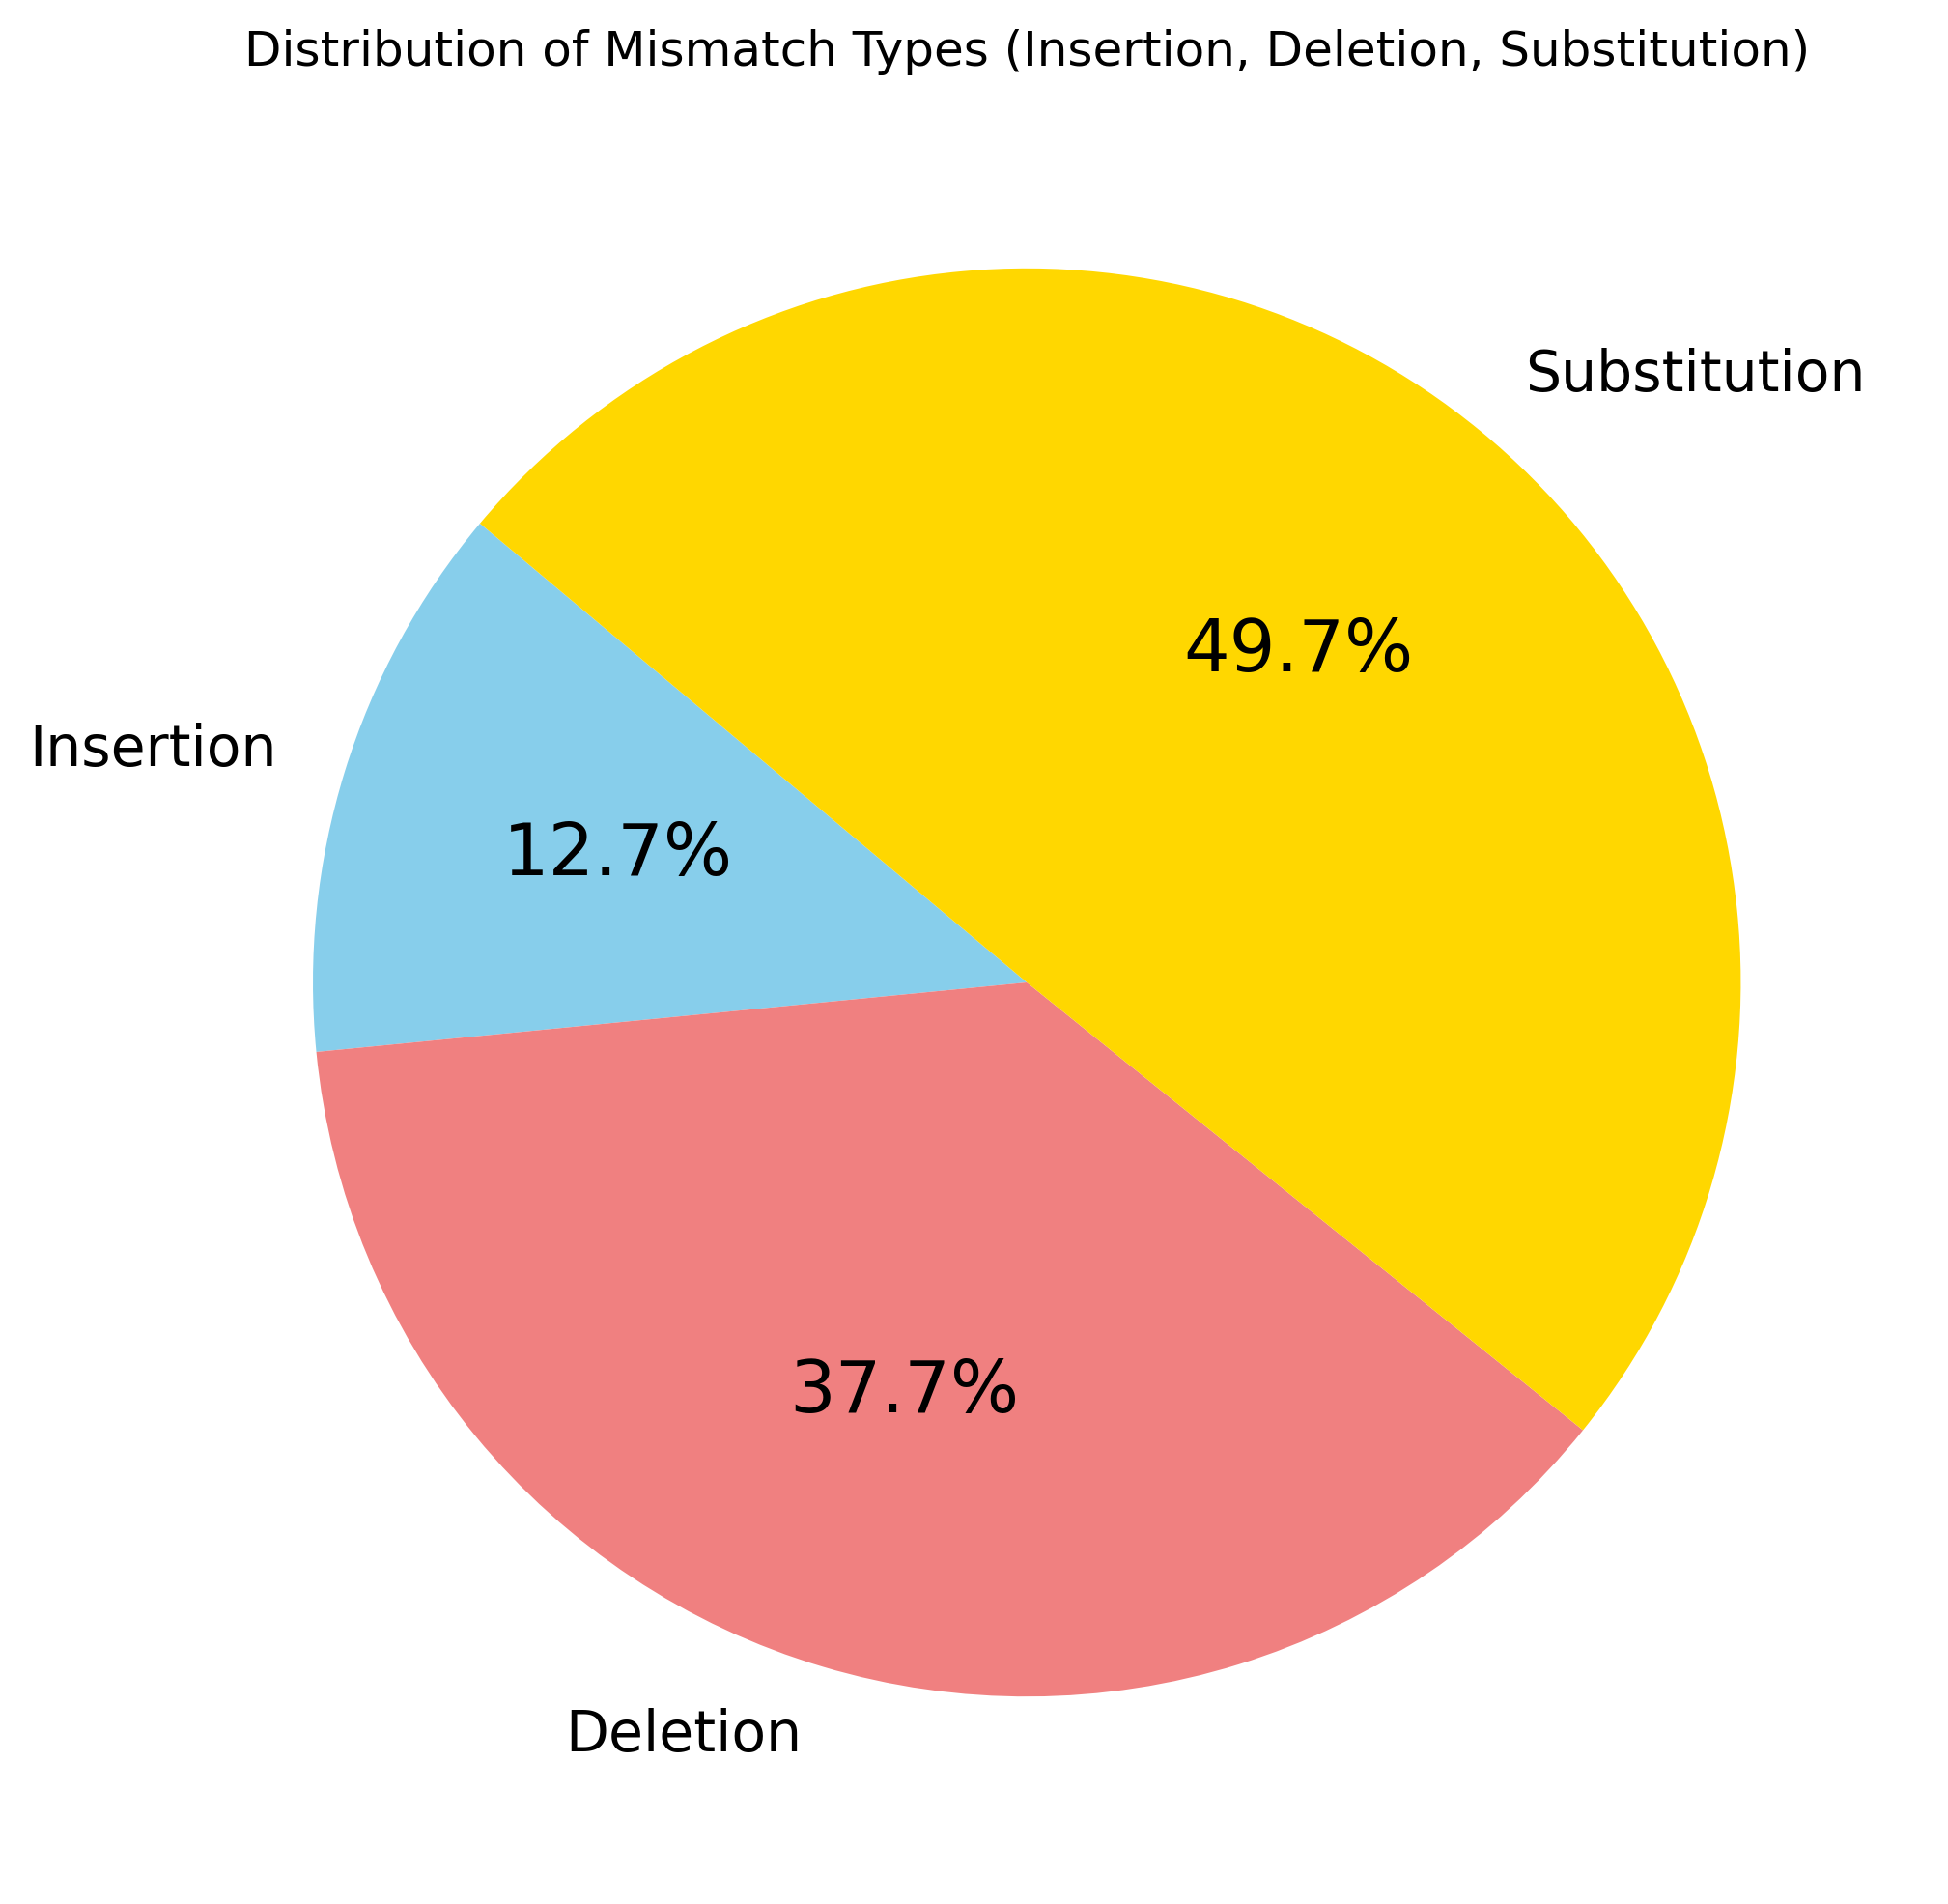 Distribution of Mismatch Types (Insertion, Deletion, Substitution)
Substitution
49.7%
Insertion
12.7%
37.7%
Deletion